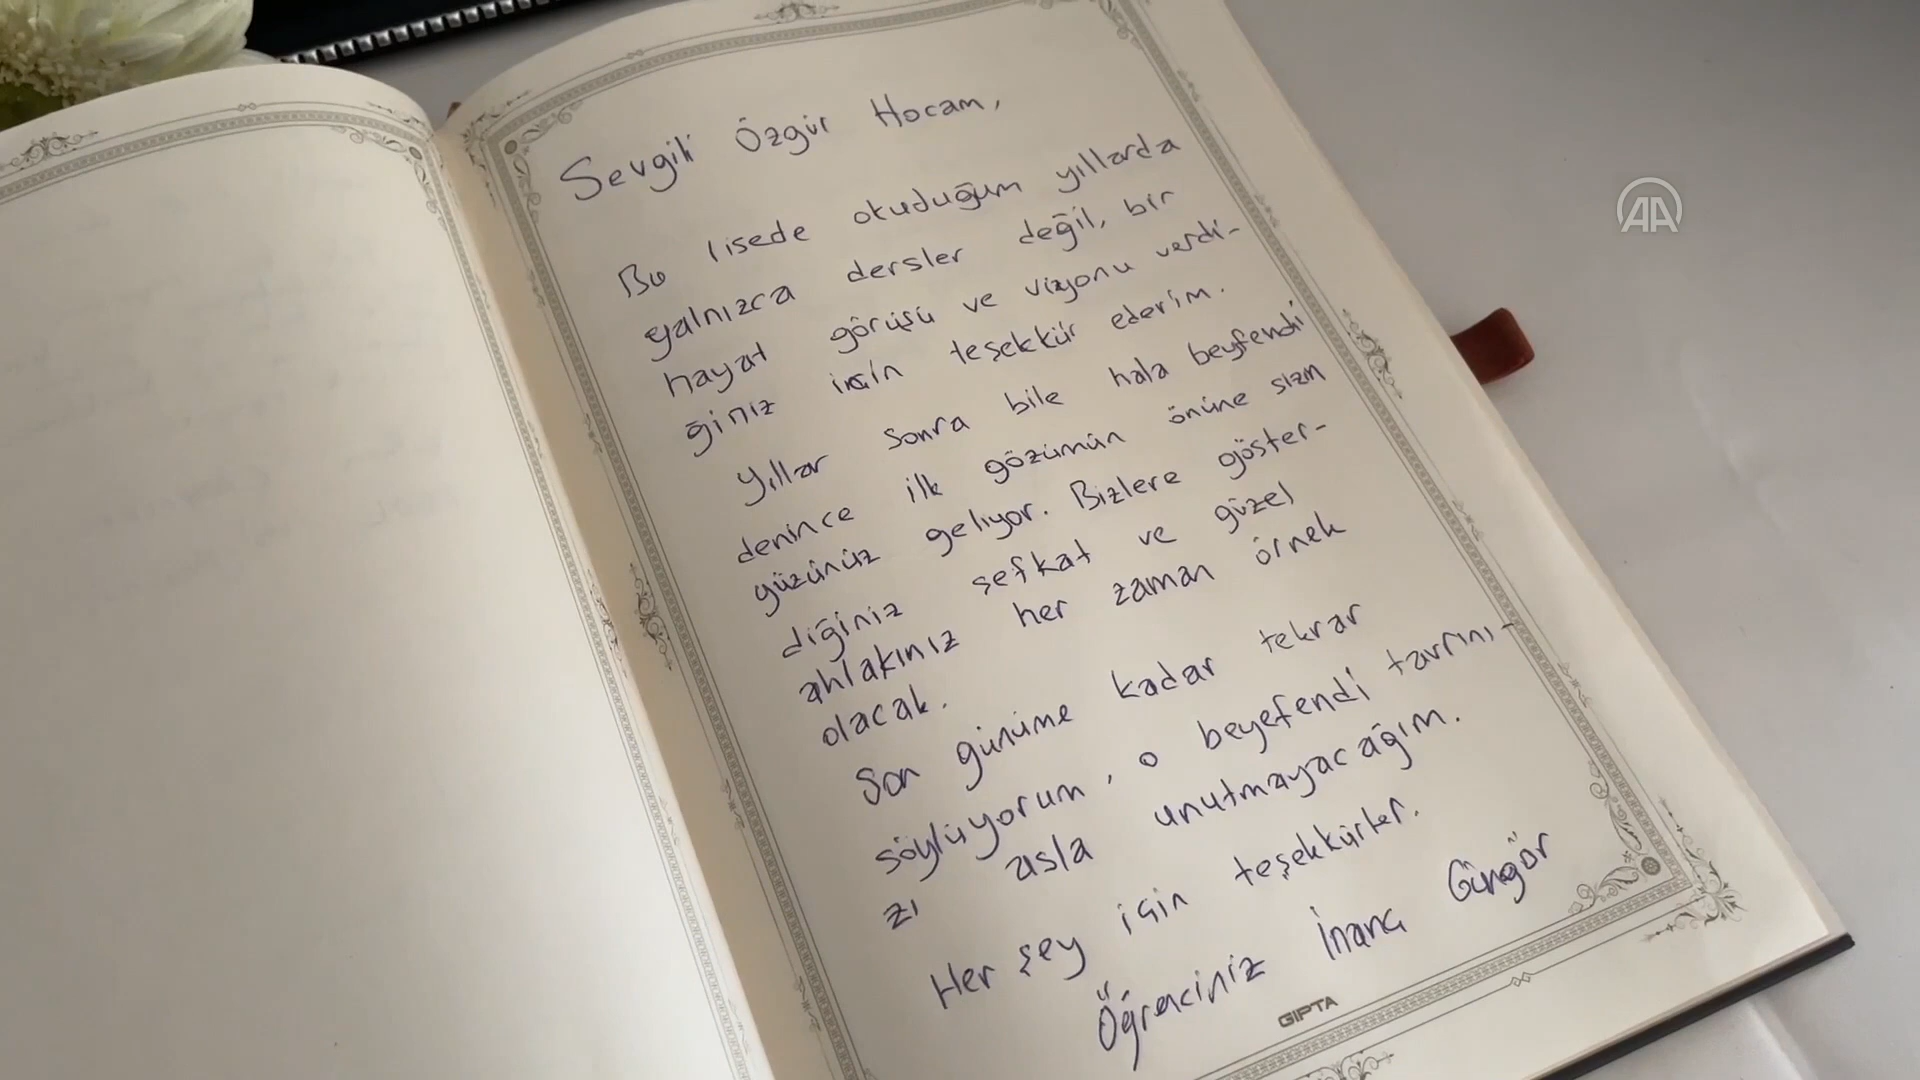 Sevgili Özgür Hocam,
Bu lisede okuduğum yıllarda
yalnızca dersler değil, bir
hayat görüşü ve vizyonu verdi-
ğiniz için teşekkür ederim.
Yıllar sonra bile hala beyfendi
denince ilk gözümün önüne sizin
yüzünüz geliyor. Bizlere göster-
diğiniz şefkat ve güzel
ahlakınız her zaman örnek
olacak.
Son günüme kadar tekrar
söylüyorum, o beyefendi tavrını-
zı asla unutmayacağım.
Her şey için teşekkürler.
Öğrenciniz İnanç Güngör
GIPTA
AA